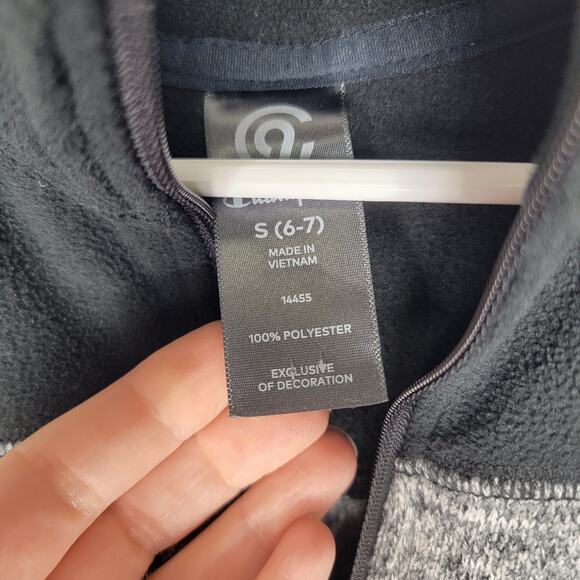 S (6-7)
MADE IN
VIETNAM
14455
100% POLYESTER
EXCLUSIVE
OF DECORATION